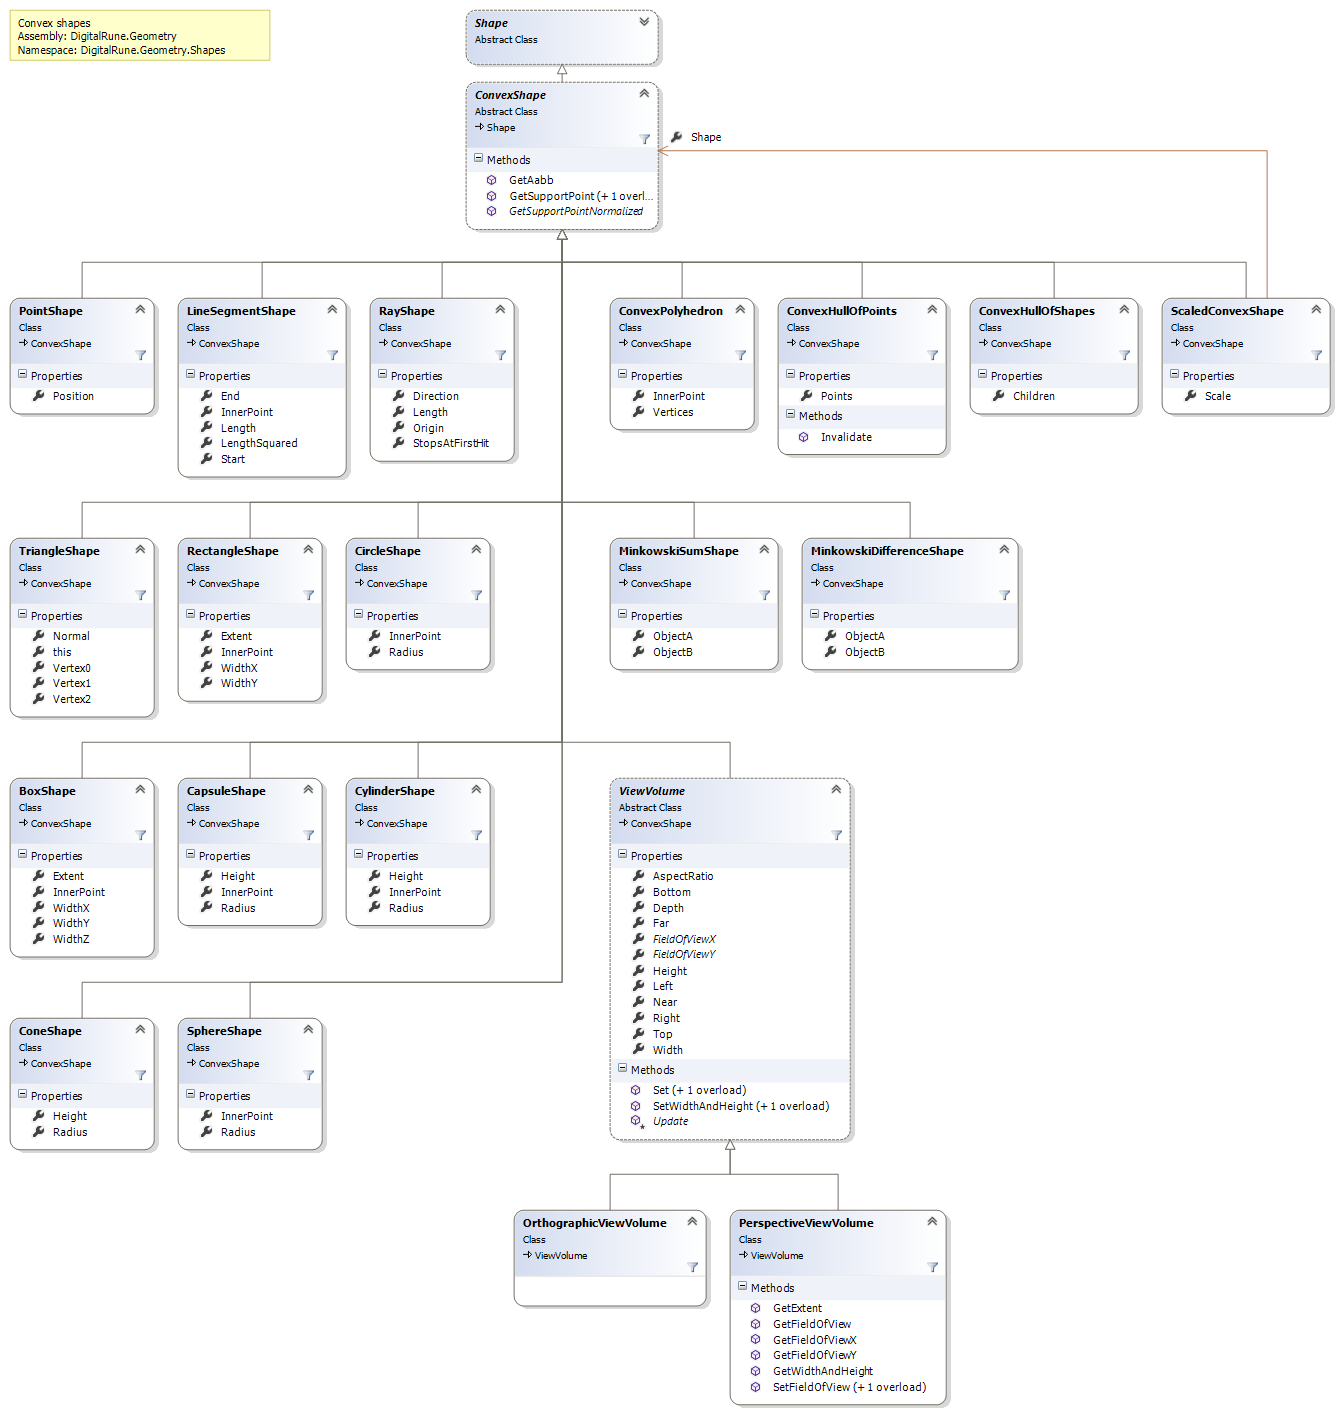 Convex shapes
Assembly: DigitalRune.Geometry
Namespace: DigitalRune.Geometry.Shapes
Shape
Abstract Class
ConvexShape
Abstract Class
Shape
Methods
GetAabb
GetSupportPoint (+ 1 overl...
GetSupportPointNormalized
Shape
PointShape
Class
ConvexShape
Properties
Position
LineSegmentShape
Class
ConvexShape
Properties
End
InnerPoint
Length
LengthSquared
Start
RayShape
Class
ConvexShape
Properties
Direction
Length
Origin
StopsAtFirstHit
ConvexPolyhedron
Class
ConvexShape
Properties
InnerPoint
Vertices
ConvexHullOfPoints
Class
ConvexShape
Properties
Points
Methods
Invalidate
ConvexHullOfShapes
Class
ConvexShape
Properties
Children
ScaledConvexShape
Class
ConvexShape
Properties
Scale
TriangleShape
Class
ConvexShape
Properties
Normal
this
Vertex0
Vertex1
Vertex2
RectangleShape
Class
ConvexShape
Properties
Extent
InnerPoint
WidthX
WidthY
CircleShape
Class
ConvexShape
Properties
InnerPoint
Radius
MinkowskiSumShape
Class
ConvexShape
Properties
ObjectA
ObjectB
MinkowskiDifferenceShape
Class
ConvexShape
Properties
ObjectA
ObjectB
BoxShape
Class
ConvexShape
Properties
Extent
InnerPoint
WidthX
WidthY
WidthZ
CapsuleShape
Class
ConvexShape
Properties
Height
InnerPoint
Radius
CylinderShape
Class
ConvexShape
Properties
Height
InnerPoint
Radius
ViewVolume
Abstract Class
ConvexShape
Properties
AspectRatio
Bottom
Depth
Far
FieldOfViewX
FieldOfViewY
Height
Left
Near
Right
Top
Width
Methods
Set (+ 1 overload)
SetWidthAndHeight (+ 1 overload)
Update
ConeShape
Class
ConvexShape
Properties
Height
Radius
SphereShape
Class
ConvexShape
Properties
InnerPoint
Radius
OrthographicViewVolume
Class
ViewVolume
PerspectiveViewVolume
Class
ViewVolume
Methods
GetExtent
GetFieldOfView
GetFieldOfViewX
GetFieldOfViewY
GetWidthAndHeight
SetFieldOfView (+ 1 overload)